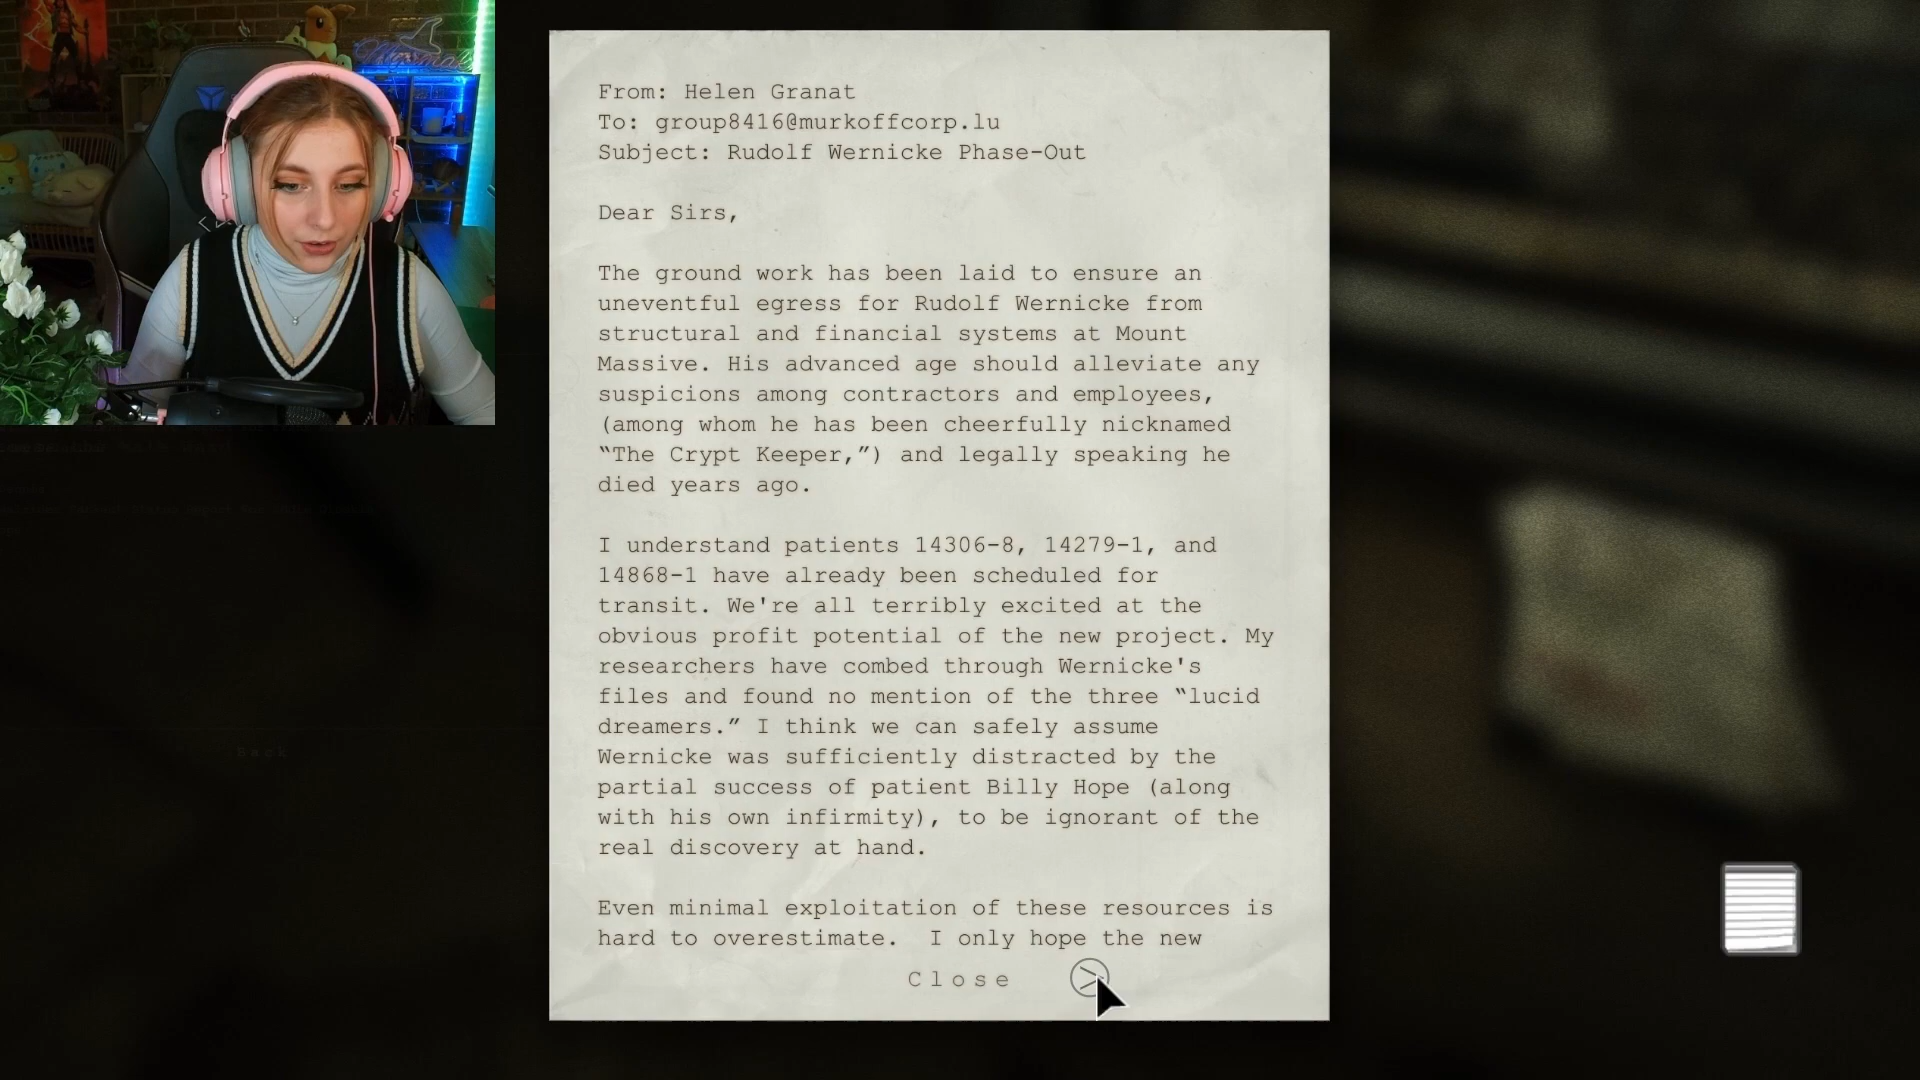 From: Helen Granat
To: group8416@murkoffcorp.lu
Subject: Rudolf Wernicke Phase-Out
Dear Sirs,
The ground work has been laid to ensure an
uneventful egress for Rudolf Wernicke from
structural and financial systems at Mount
Massive. His advanced age should alleviate any
suspicions among contractors and employees,
(among whom he has been cheerfully nicknamed
“The Crypt Keeper,”) and legally speaking he
died years ago.
I understand patients 14306-8, 14279-1, and
14868-1 have already been scheduled for
transit. We're all terribly excited at the
obvious profit potential of the new project. My
researchers have combed through Wernicke's
files and found no mention of the three “lucid
dreamers.” I think we can safely assume
Wernicke was sufficiently distracted by the
partial success of patient Billy Hope (along
with his own infirmity), to be ignorant of the
real discovery at hand.
Even minimal exploitation of these resources is
hard to overestimate.  I only hope the new
Close >
Back